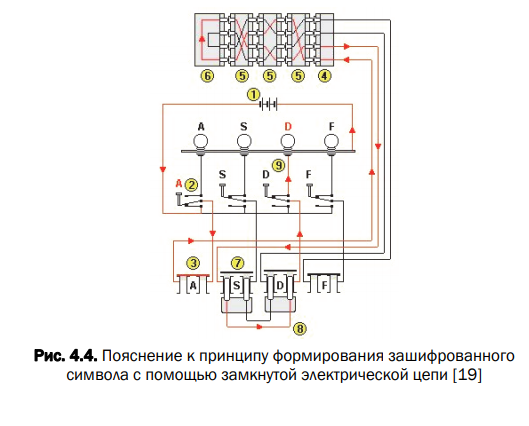 6 5 5 5 4
1
A S D F
9
A 2 S D F
3 7
A S D F
8
Рис. 4.4. Пояснение к принципу формирования зашифрованного
символа с помощью замкнутой электрической цепи [19]